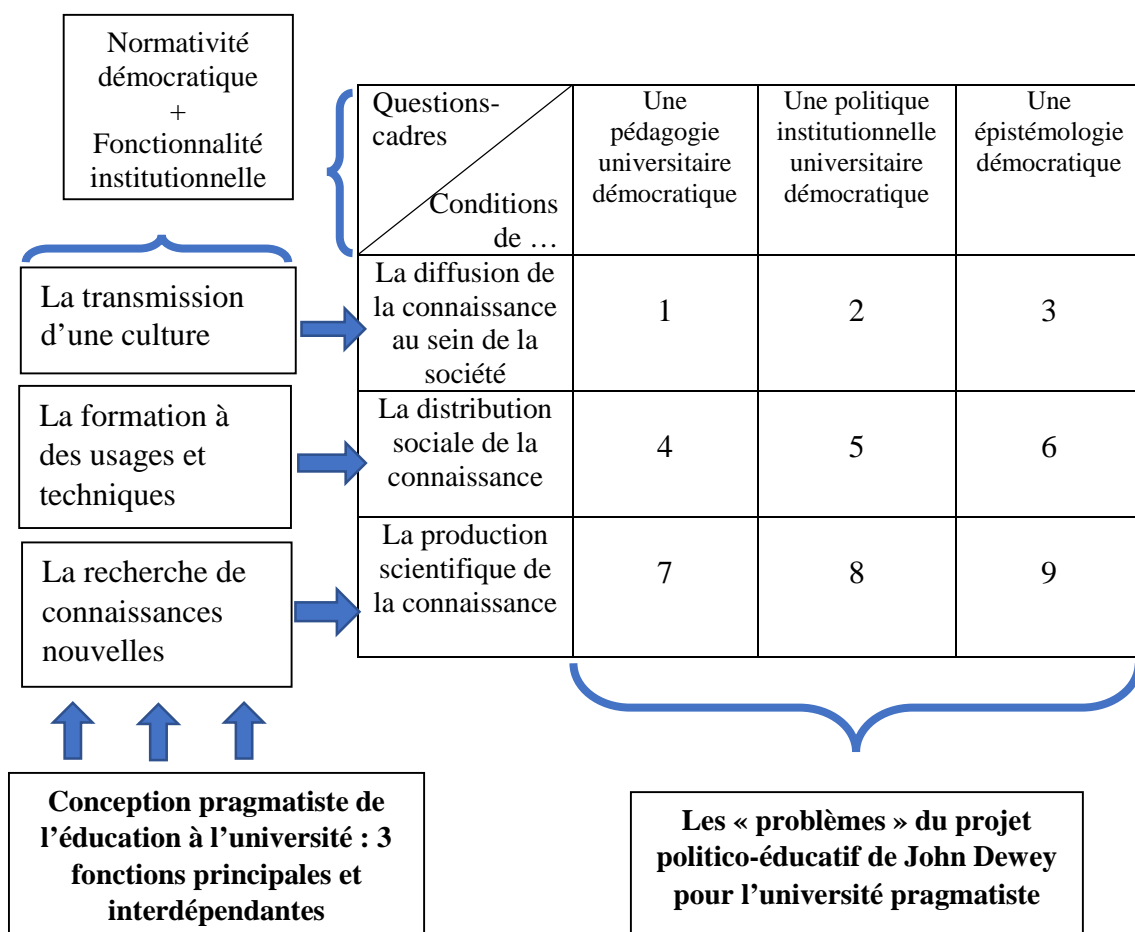 Normativité
démocratique
+
Fonctionnalité
institutionnelle
Questions-
cadres
Conditions
de …
Une
pédagogie
universitaire
démocratique
Une politique
institutionnelle
universitaire
démocratique
Une
épistémologie
démocratique
La transmission
d’une culture
La diffusion de
la connaissance
au sein de la
société
1
2
3
La formation à
des usages et
techniques
La distribution
sociale de la
connaissance
4
5
6
La recherche de
connaissances
nouvelles
La production
scientifique de
la connaissance
7
8
9
Conception pragmatiste de
l’éducation à l’université : 3
fonctions principales et
interdépendantes
Les « problèmes » du projet
politico-éducatif de John Dewey
pour l’université pragmatiste